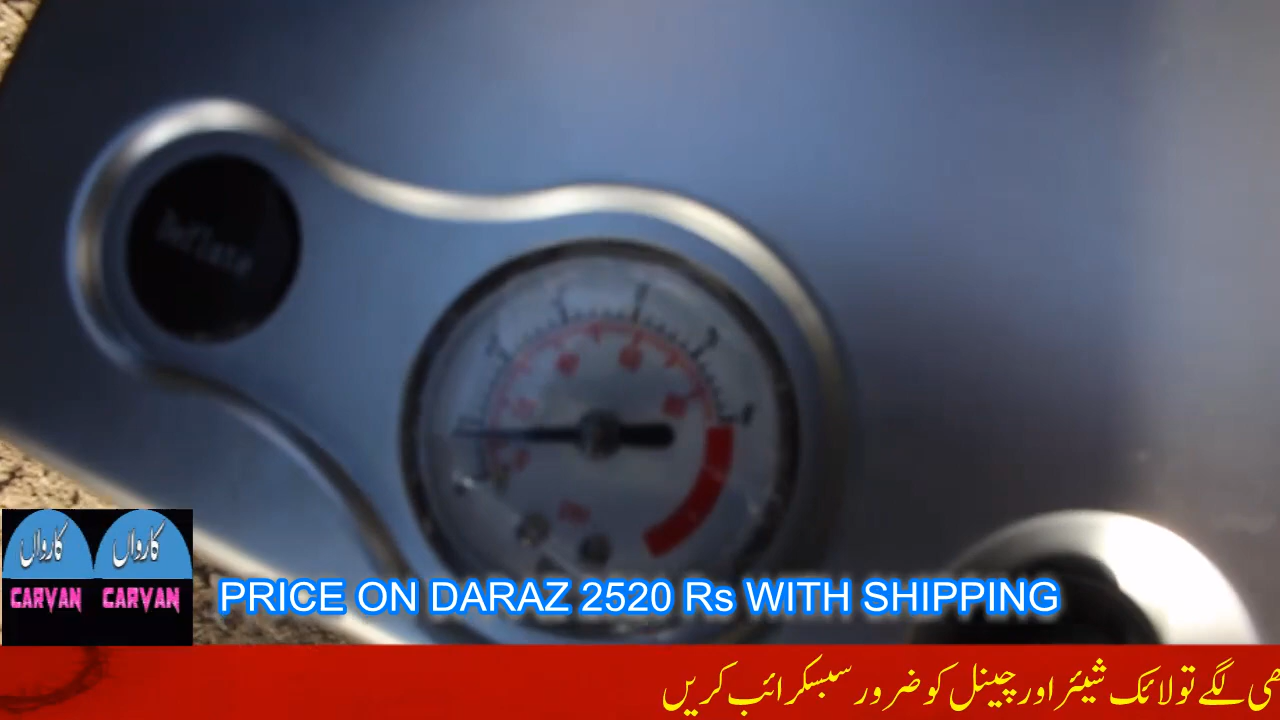 Deflate
کارواں کارواں
CARVAN CARVAN
PRICE ON DARAZ 2520 Rs WITH SHIPPING
لگے تو لائک شیئر اور چینل کو ضرور سبسکرائب کریں